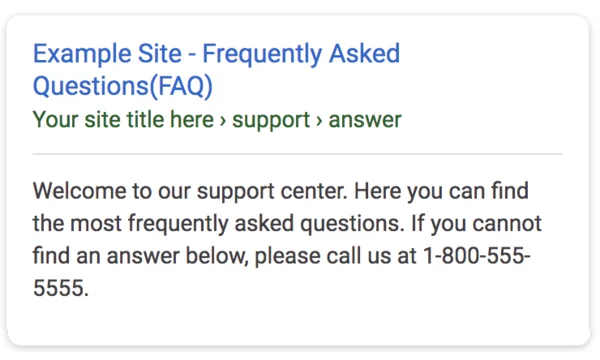 Example Site - Frequently Asked
Questions(FAQ)
Your site title here › support › answer
Welcome to our support center. Here you can find
the most frequently asked questions. If you cannot
find an answer below, please call us at 1-800-555-
5555.